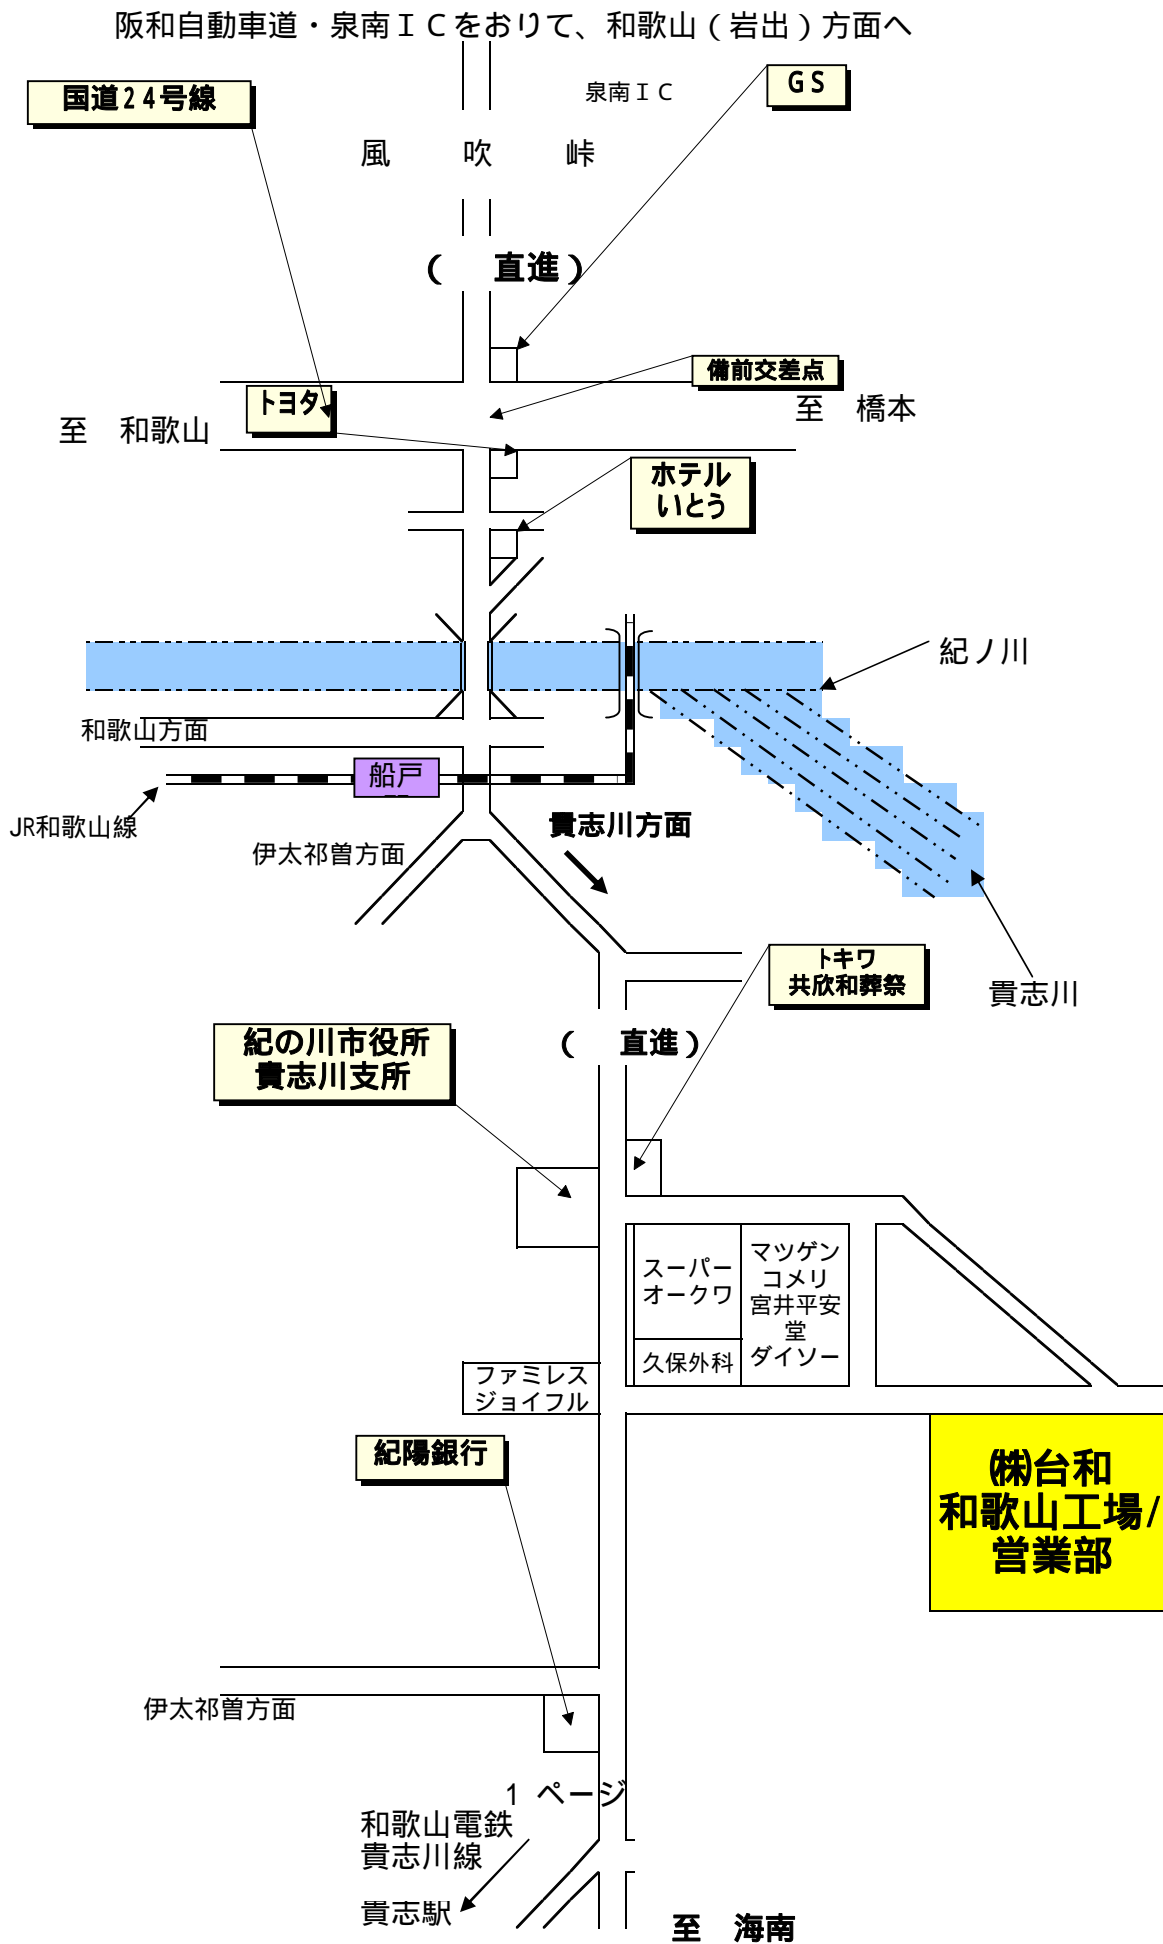 阪和自動車道・泉南ＩＣをおりて、和歌山（岩出）方面へ
国道24号線
泉南ＩＣ
GS
風　吹　峠
(　直進)
備前交差点
トヨタ
至　和歌山
至　橋本
ホテル
いとう
紀ノ川
和歌山方面
船戸
JR和歌山線
伊太祁曽方面
貴志川方面
トキワ
共欣和葬祭
貴志川
紀の川市役所
貴志川支所
(　直進)
スーパー
オークワ
マツゲン
コメリ
宮井平安
堂
ダイソー
久保外科
ファミレス
ジョイフル
紀陽銀行
㈱台和
和歌山工場/
営業部
伊太祁曽方面
1 ページ
和歌山電鉄
貴志川線
貴志駅
至　海南